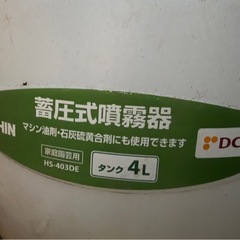 蓄圧式噴霧器
HIN
マシン油剤・石灰硫黄合剤にも使用できます
DC
家庭園芸用
HS-403DE
タンク 4L